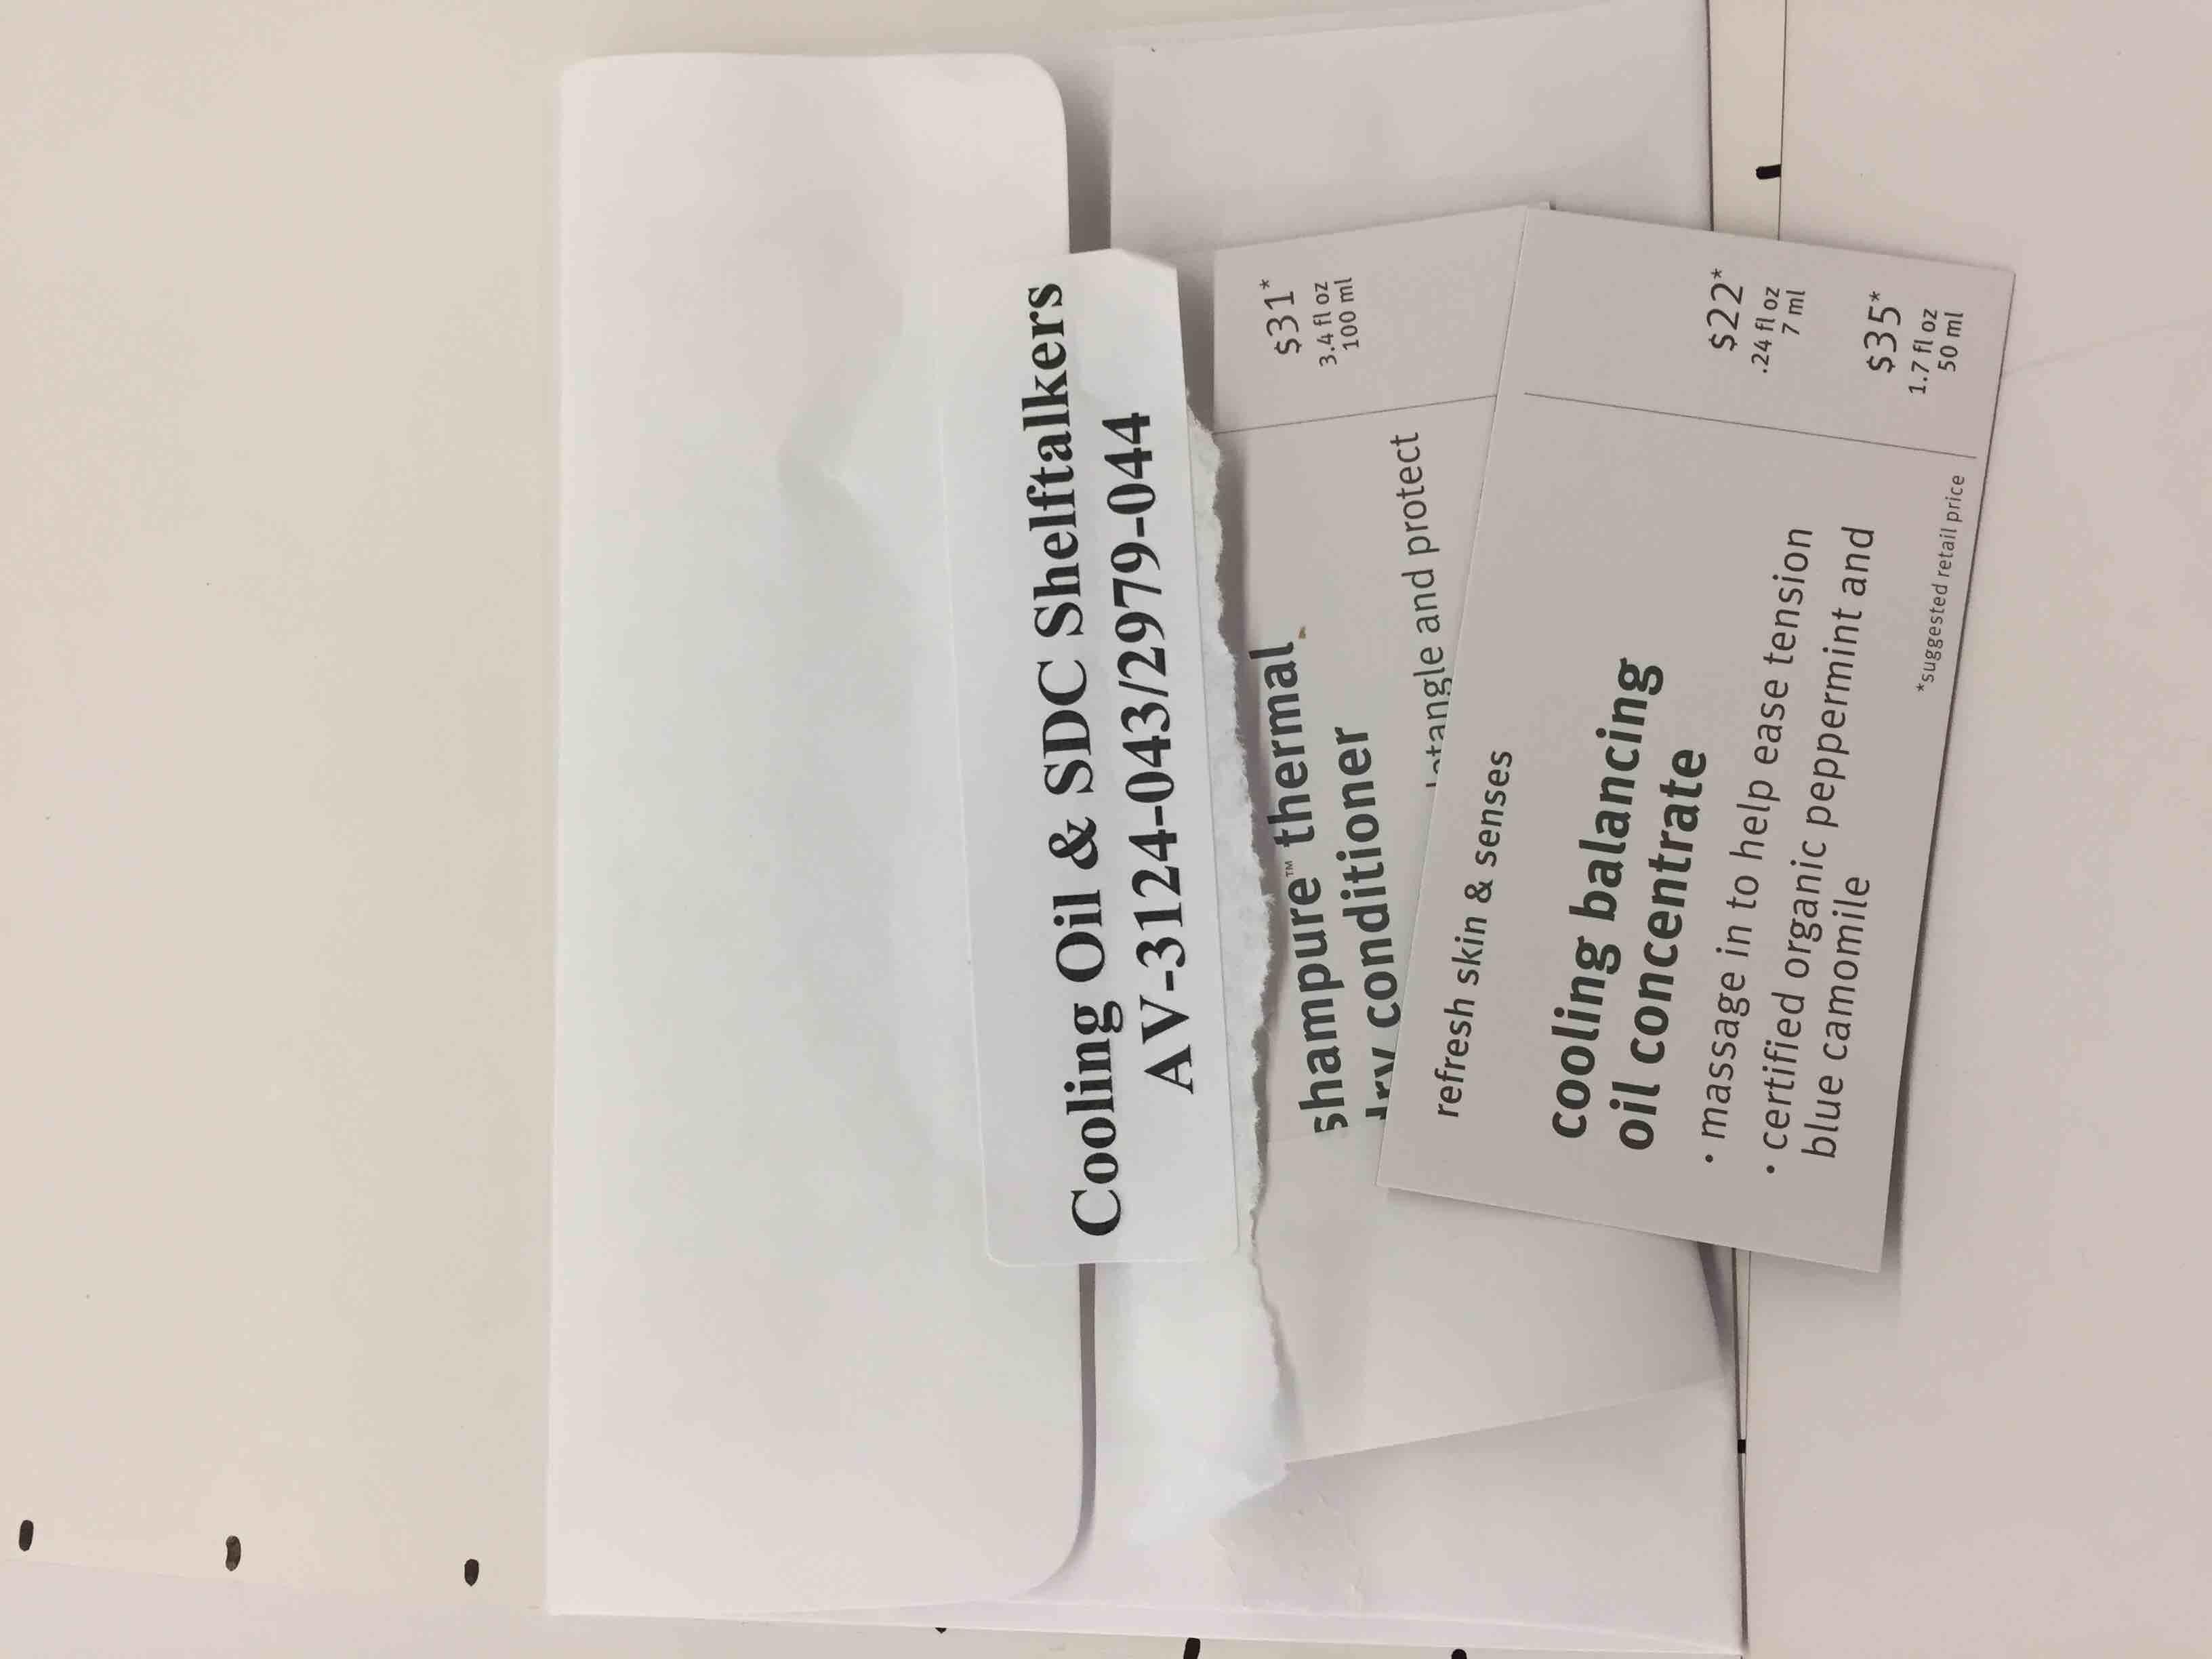 Cooling Oil & SDC Shelftalkers
AV-3124-043/2979-044
shampure™ thermal
conditioner
and protect
$31*
3.4 fl oz
100 ml
refresh skin & senses
cooling balancing
oil concentrate
• massage in to help ease tension
• certified organic peppermint and
blue camomile
$22*
.24 fl oz
7 ml
$35*
1.7 fl oz
50 ml
*suggested retail price